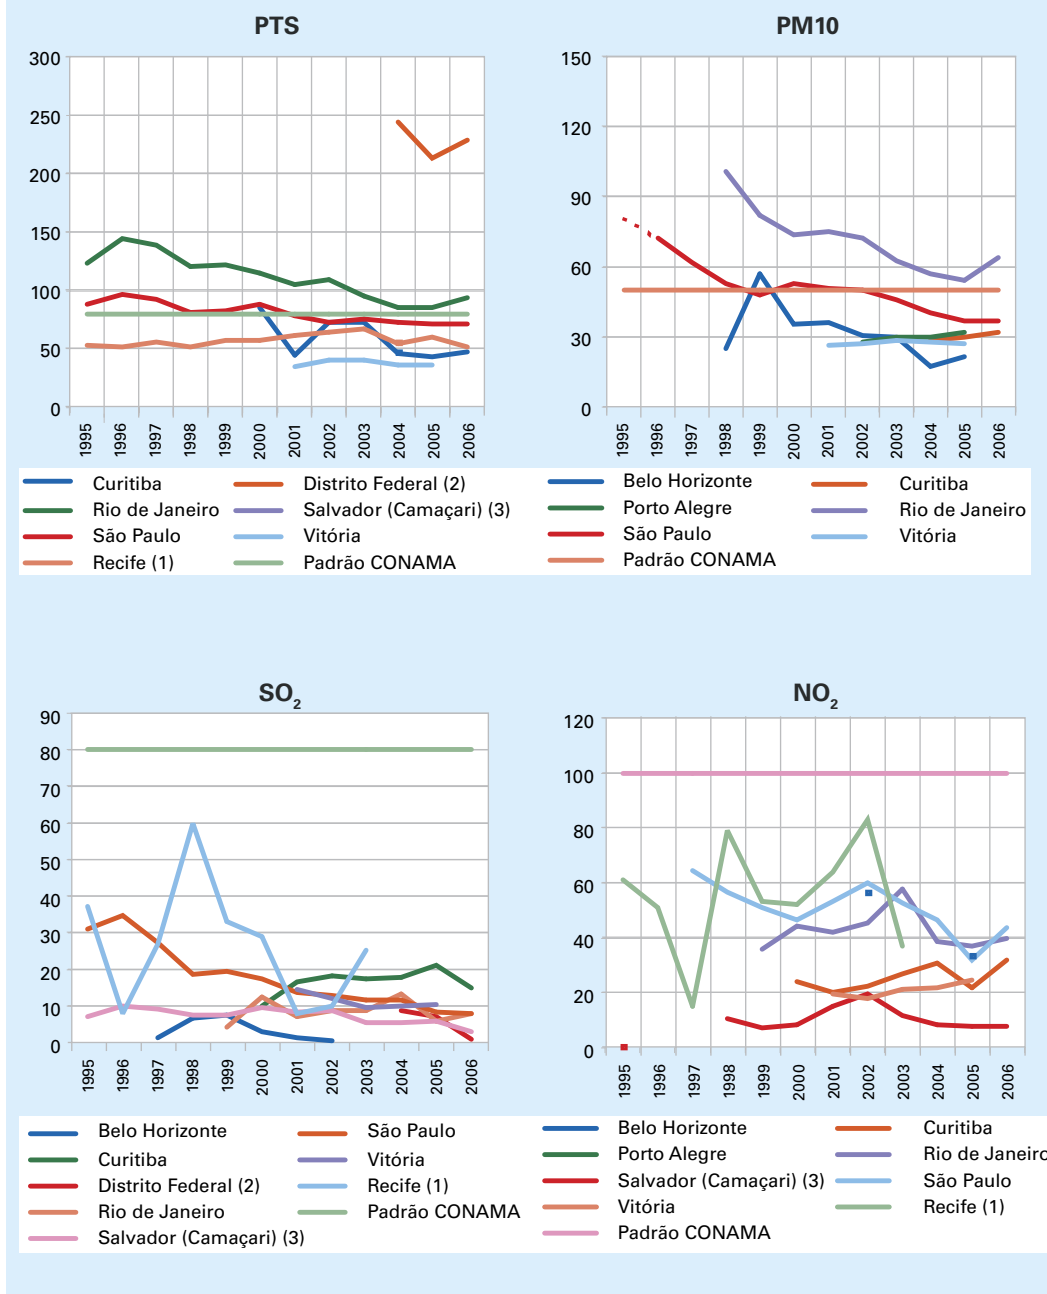 PTS
300
250
200
150
100
50
0
1995 1996 1997 1998 1999 2000 2001 2002 2003 2004 2005 2006
Curitiba
Rio de Janeiro
São Paulo
Recife (1)
Distrito Federal (2)
Salvador (Camaçari) (3)
Vitória
Padrão CONAMA
PM10
150
120
90
60
30
0
1995 1996 1997 1998 1999 2000 2001 2002 2003 2004 2005 2006
Belo Horizonte
Porto Alegre
São Paulo
Padrão CONAMA
Curitiba
Rio de Janeiro
Vitória
SO2
90
80
70
60
50
40
30
20
10
0
1995 1996 1997 1998 1999 2000 2001 2002 2003 2004 2005 2006
Belo Horizonte
Curitiba
Distrito Federal (2)
Rio de Janeiro
Salvador (Camaçari) (3)
São Paulo
Vitória
Recife (1)
Padrão CONAMA
NO2
120
100
80
60
40
20
0
1995 1996 1997 1998 1999 2000 2001 2002 2003 2004 2005 2006
Belo Horizonte
Porto Alegre
Salvador (Camaçari) (3)
Vitória
Padrão CONAMA
Curitiba
Rio de Janeiro
São Paulo
Recife (1)